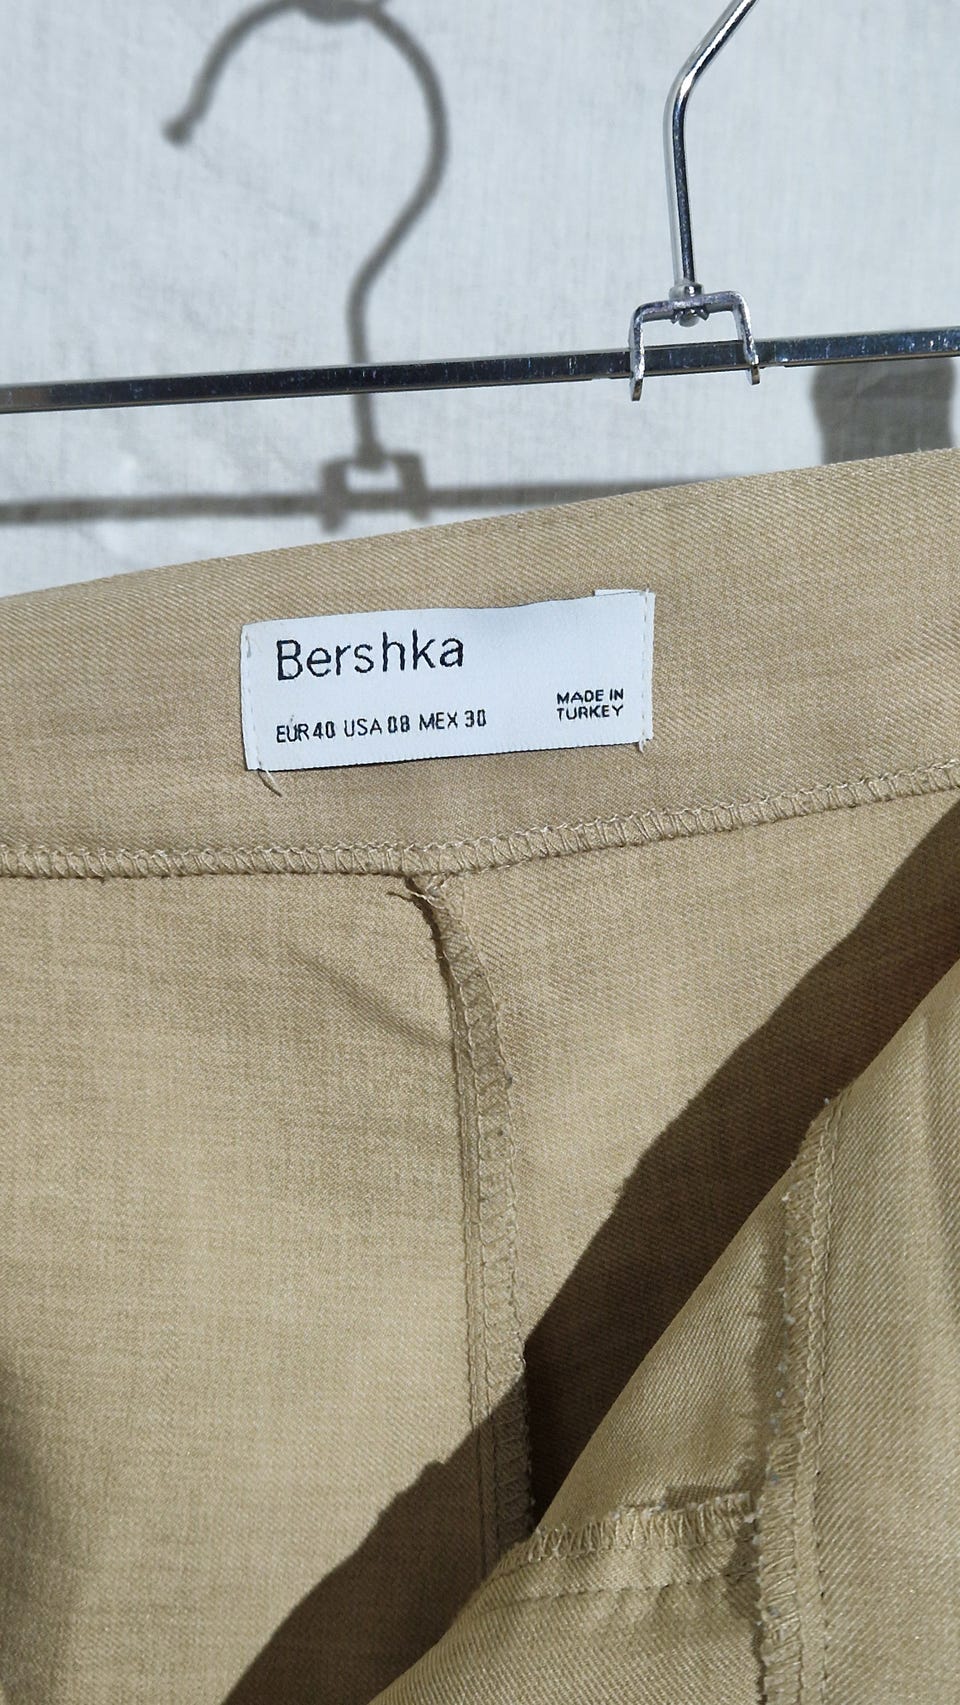 Bershka
EUR 40 USA 08 MEX 30
MADE IN
TURKEY